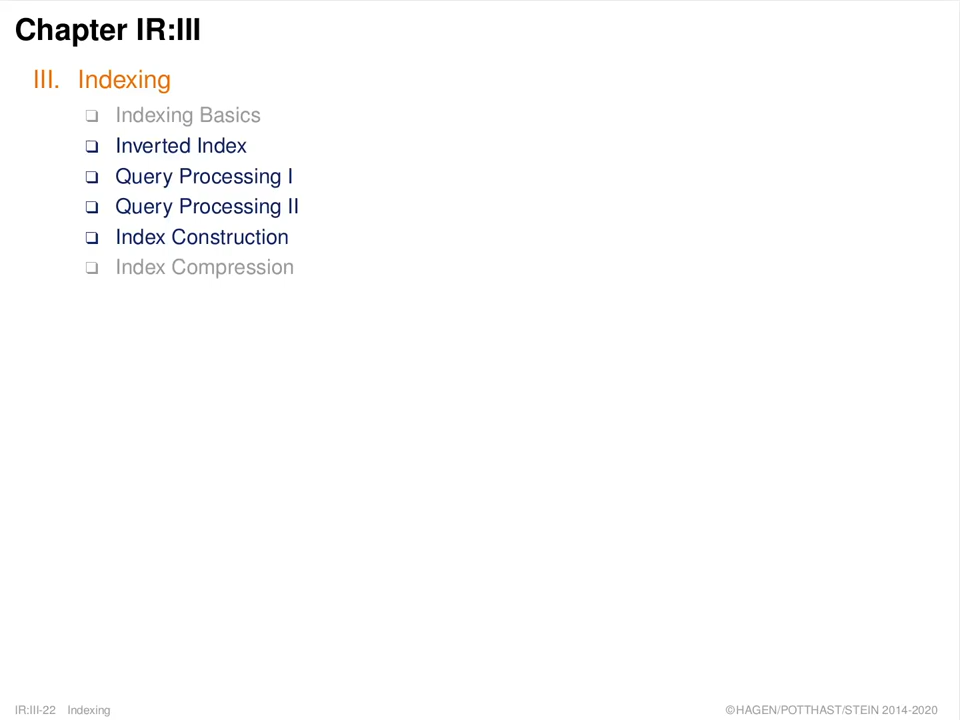 Chapter IR:III
III. Indexing
❑ Indexing Basics
❑ Inverted Index
❑ Query Processing I
❑ Query Processing II
❑ Index Construction
❑ Index Compression
IR:III-22 Indexing
©HAGEN/POTTHAST/STEIN 2014-2020